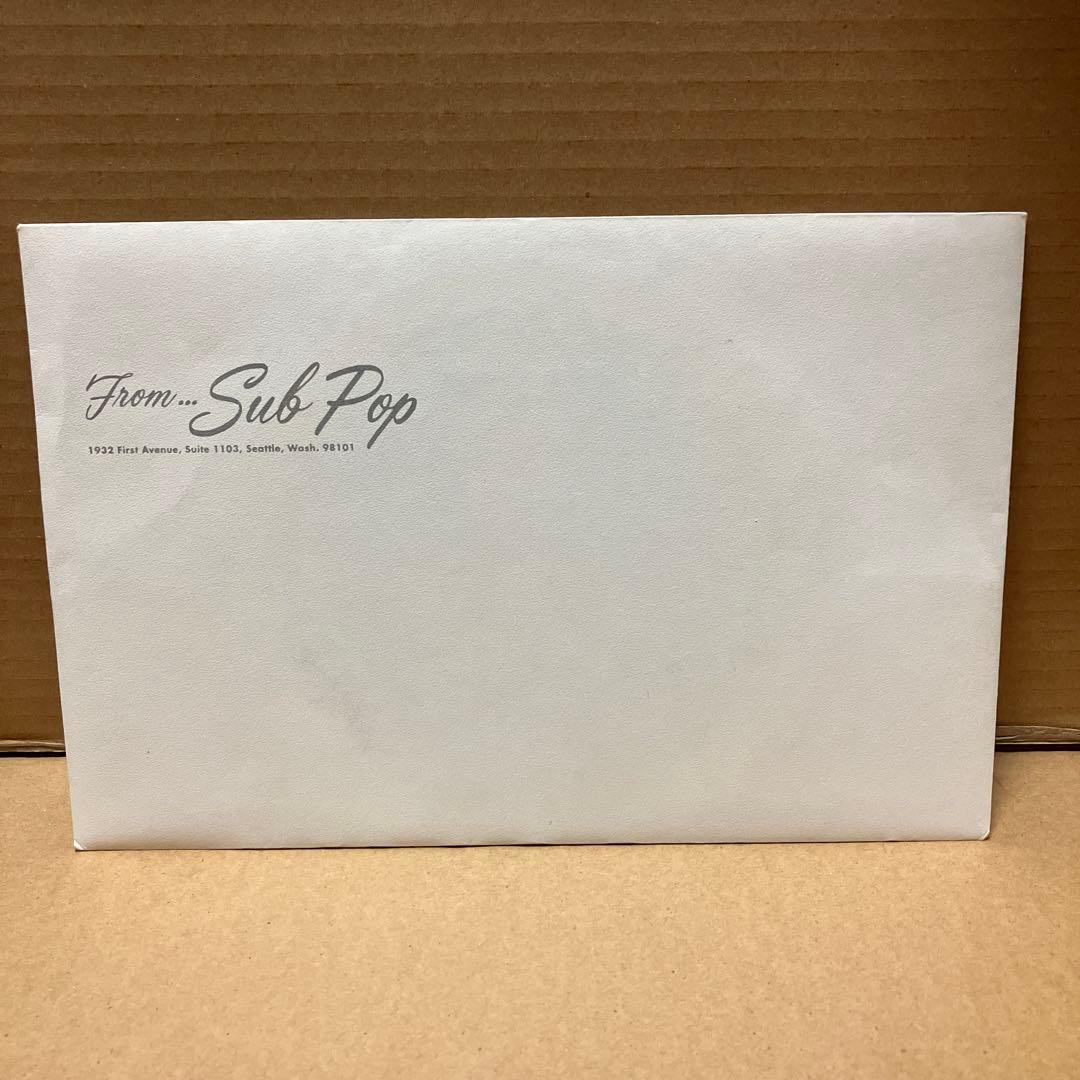 From... Sub Pop
1932 First Avenue, Suite 1103, Seattle, Wash. 98101